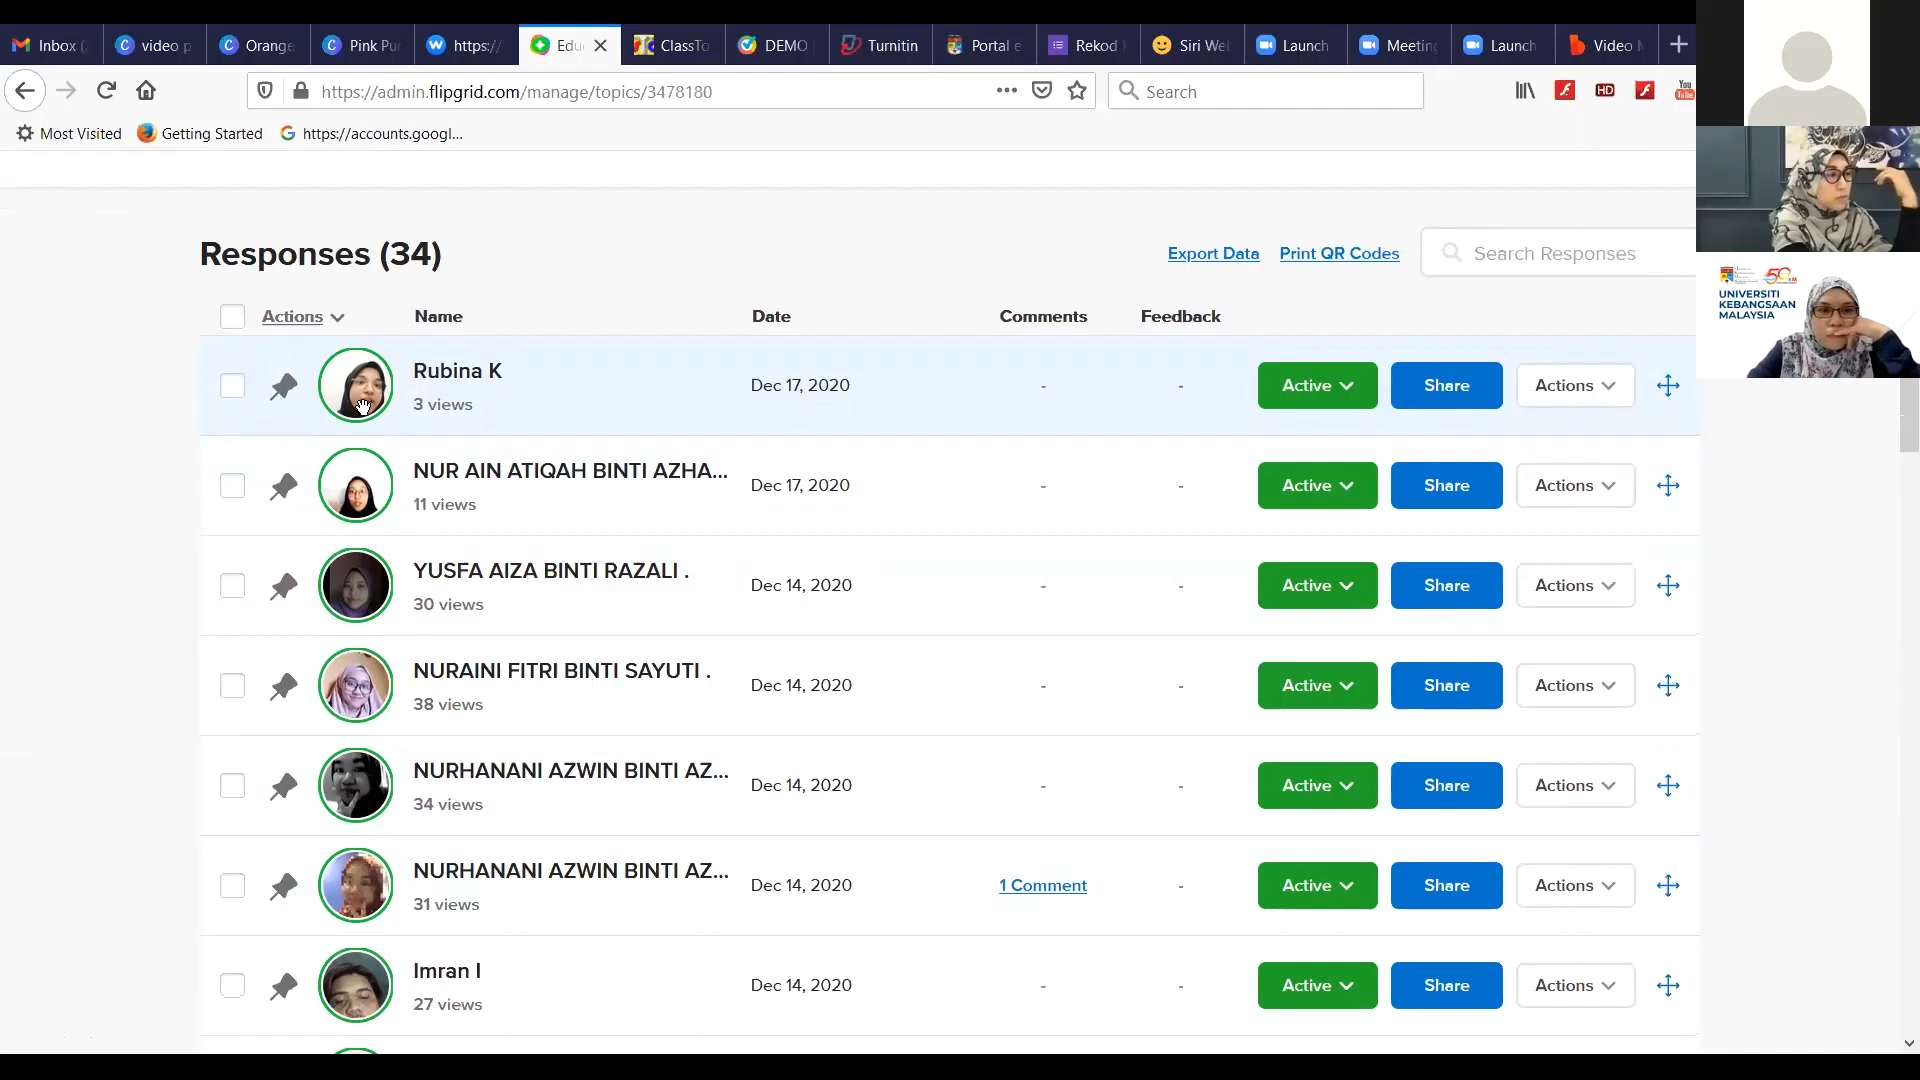 Inbox (
video p
Orange
Pink Pu
https://
Edu
ClassTo
DEMO
Turnitin
Portal e
Rekod
Siri We
Launch
Meeting
Launch
Video
https://admin.flipgrid.com/manage/topics/3478180
Search
HD
You
Most Visited
Getting Started
https://accounts.googl...
Responses (34)
Export Data
Print QR Codes
Search Responses
Actions
Name
Date
Comments
Feedback
Rubina K
3 views
Dec 17, 2020
-
-
Active
Share
Actions
NUR AIN ATIQAH BINTI AZHA...
11 views
Dec 17, 2020
-
-
Active
Share
Actions
YUSFA AIZA BINTI RAZALI .
30 views
Dec 14, 2020
-
-
Active
Share
Actions
NURAINI FITRI BINTI SAYUTI .
38 views
Dec 14, 2020
-
-
Active
Share
Actions
NURHANANI AZWIN BINTI AZ...
34 views
Dec 14, 2020
-
-
Active
Share
Actions
NURHANANI AZWIN BINTI AZ...
31 views
Dec 14, 2020
1 Comment
-
Active
Share
Actions
Imran I
27 views
Dec 14, 2020
-
-
Active
Share
Actions
UNIVERSITI
KEBANGSAAN
MALAYSIA